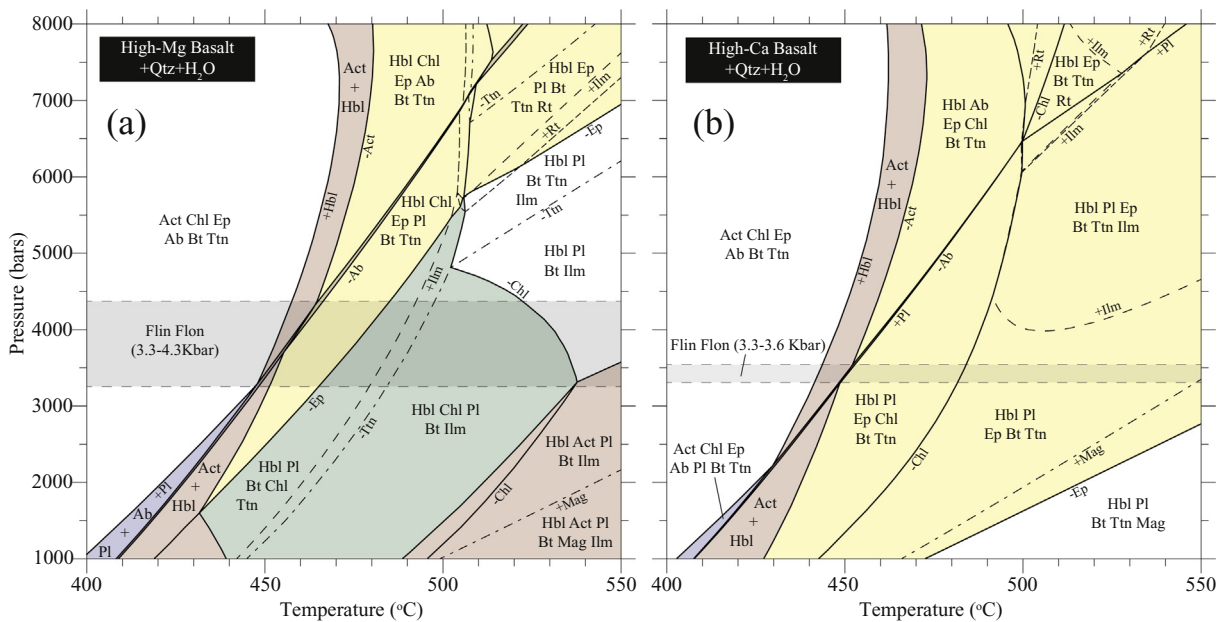 High-Mg Basalt
+Qtz+H2O
(a)
Act
+
Hbl
Hbl Chl
Ep Ab
Bt Ttn
Hbl Ep
Pl Bt
Ttn Rt
-Ttn
+Ilm
+Rt
-Ep
+Hbl
-Act
Act Chl Ep
Ab Bt Ttn
Hbl Chl
Ep Pl
Bt Ttn
Hbl Pl
Bt Ttn
Ilm
-Ttn
Hbl Pl
Bt Ilm
-Ab
+Ilm
-Chl
Flin Flon
(3.3-4.3Kbar)
-Ep
-Ttn
Hbl Chl Pl
Bt Ilm
Hbl Act Pl
Bt Ilm
+Pl
Ab
+
Pl
Act
+
Hbl
Hbl Pl
Bt Chl
Ttn
-Chl
+Mag
Hbl Act Pl
Bt Mag Ilm
8000
7000
6000
5000
4000
3000
2000
1000
Pressure (bars)
400
450
500
550
Temperature (oC)
High-Ca Basalt
+Qtz+H2O
(b)
+Rt
+Ilm
+Rt
+Pl
-Chl
Hbl Ep
Bt Ttn
Rt
+Ilm
Hbl Ab
Ep Chl
Bt Ttn
Act
+
Hbl
-Act
+Hbl
Act Chl Ep
Ab Bt Ttn
Hbl Pl Ep
Bt Ttn Ilm
-Ab
+Pl
+Ilm
Flin Flon (3.3-3.6 Kbar)
Hbl Pl
Ep Chl
Bt Ttn
Hbl Pl
Ep Bt Ttn
Act Chl Ep
Ab Pl Bt Ttn
-Chl
+Mag
-Ep
Act
+
Hbl
Hbl Pl
Bt Ttn Mag
400
450
500
550
Temperature (oC)